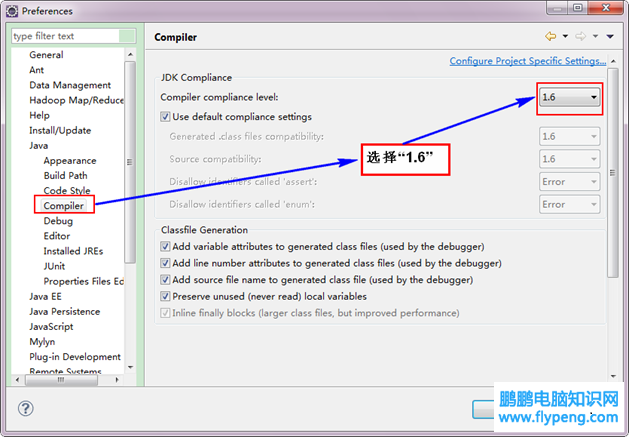 Preferences
type filter text
General
Ant
Data Management
Hadoop Map/Reduce
Help
Install/Update
Java
Appearance
Build Path
Code Style
Compiler
Debug
Editor
Installed JREs
JUnit
Properties Files Ed
Java EE
Java Persistence
JavaScript
Mylyn
Plug-in Development
Remote Systems
Compiler
Configure Project Specific Settings...
JDK Compliance
Compiler compliance level: 1.6
Use default compliance settings
Generated .class files compatibility: 1.6
Source compatibility: 1.6
Disallow identifiers called 'assert': Error
Disallow identifiers called 'enum': Error
选择“1.6”
Classfile Generation
Add variable attributes to generated class files (used by the debugger)
Add line number attributes to generated class files (used by the debugger)
Add source file name to generated class file (used by the debugger)
Preserve unused (never read) local variables
Inline finally blocks (larger class files, but improved performance)
鹏鹏电脑知识网
www.flypeng.com